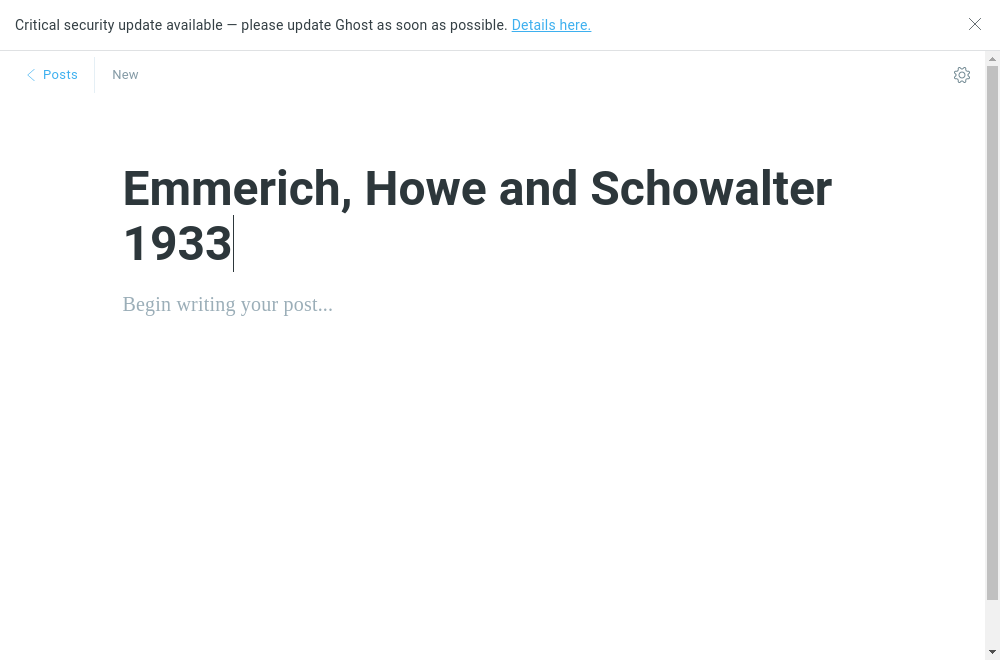 Critical security update available — please update Ghost as soon as possible. Details here.
Posts
New
Emmerich, Howe and Schowalter
1933
Begin writing your post...